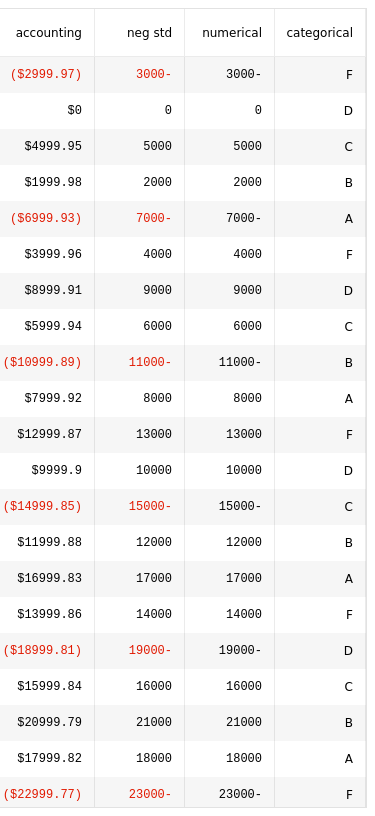 accounting neg std numerical categorical
($2999.97) 3000- 3000- F
$0 0 0 D
$4999.95 5000 5000 C
$1999.98 2000 2000 B
($6999.93) 7000- 7000- A
$3999.96 4000 4000 F
$8999.91 9000 9000 D
$5999.94 6000 6000 C
($10999.89) 11000- 11000- B
$7999.92 8000 8000 A
$12999.87 13000 13000 F
$9999.9 10000 10000 D
($14999.85) 15000- 15000- C
$11999.88 12000 12000 B
$16999.83 17000 17000 A
$13999.86 14000 14000 F
($18999.81) 19000- 19000- D
$15999.84 16000 16000 C
$20999.79 21000 21000 B
$17999.82 18000 18000 A
($22999.77) 23000- 23000- F